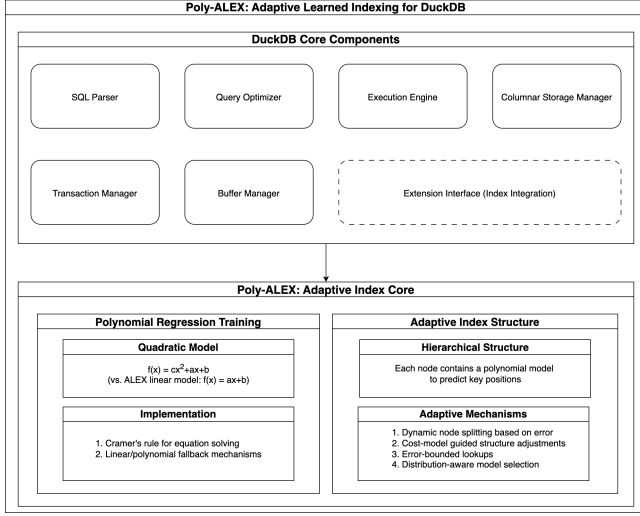 Poly-ALEX: Adaptive Learned Indexing for DuckDB
DuckDB Core Components
SQL Parser
Query Optimizer
Execution Engine
Columnar Storage Manager
Transaction Manager
Buffer Manager
Extension Interface (Index Integration)
Poly-ALEX: Adaptive Index Core
Polynomial Regression Training
Quadratic Model
f(x) = cx²+ax+b
(vs. ALEX linear model: f(x) = ax+b)
Implementation
1. Cramer's rule for equation solving
2. Linear/polynomial fallback mechanisms
Adaptive Index Structure
Hierarchical Structure
Each node contains a polynomial model
to predict key positions
Adaptive Mechanisms
1. Dynamic node splitting based on error
2. Cost-model guided structure adjustments
3. Error-bounded lookups
4. Distribution-aware model selection